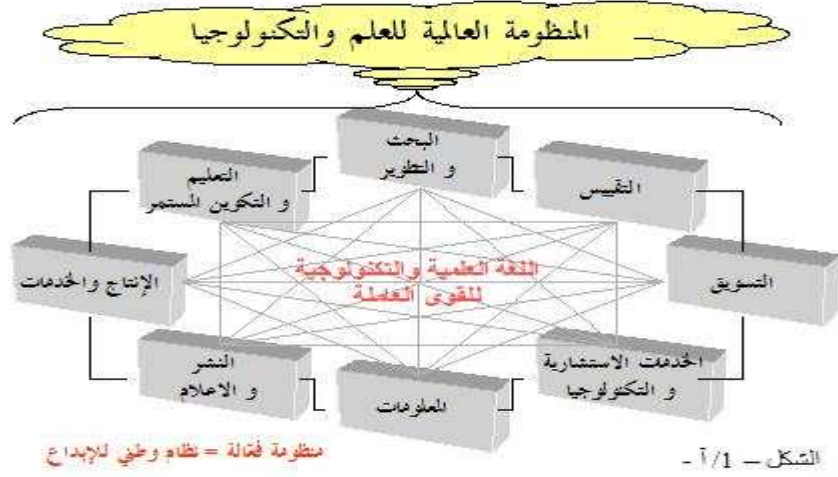 المنظومة العالمية للعلم والتكنولوجيا
البحث
و التطوير
التقييس
التعليم
و التكوين المستمر
التسويق
اللغة العلمية والتكنولوجية
للقوى العاملة
الإنتاج والخدمات
الخدمات الاستشارية
و التكنولوجيا
النشر
و الاعلام
المعلومات
منظومة فعّالة = نظام وطني للإبداع
الشكل – 1/أ -